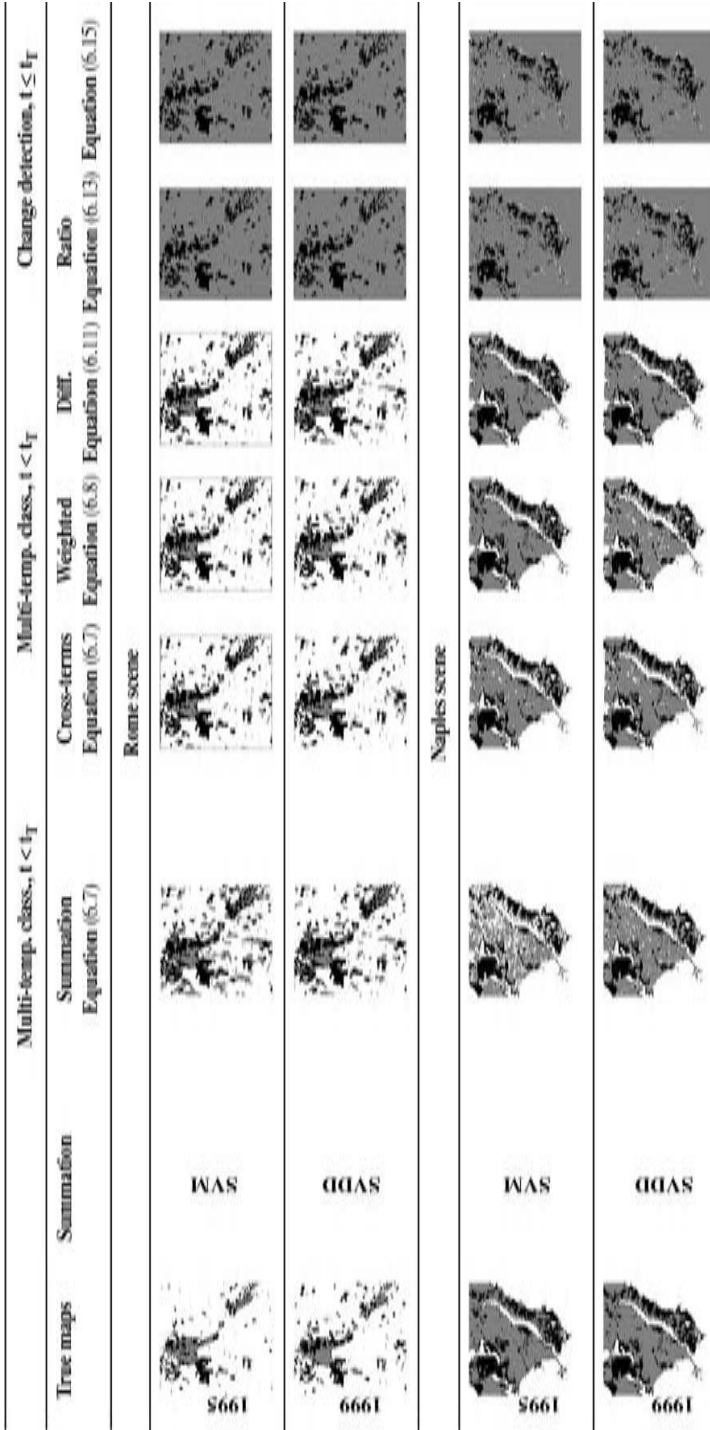 Multi-temp. class., t < t_T Multi-temp. class., t < t_T Change detection, t ≤ t_T
True maps Summation Summation Cross-terms Weighted Diff. Ratio
Equation (6.7) Equation (6.7) Equation (6.8) Equation (6.11) Equation (6.13) Equation (6.15)
Rome scene
1995 SVM
1999 SVDD
Naples scene
1995 SVM
1999 SVDD